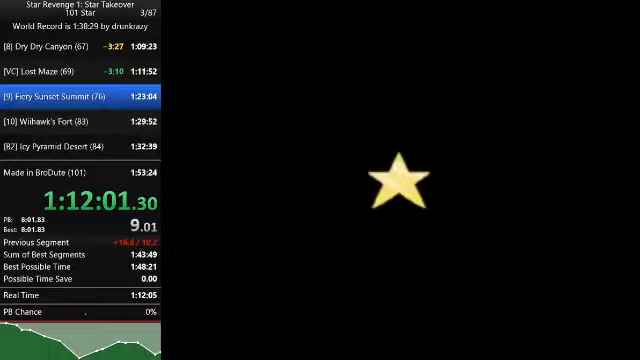 Star Revenge 1: Star Takeover
101 Star 3/87
World Record is 1:38:29 by drunkrazy
[8] Dry Dry Canyon (67) -3:27 1:09:23
[VC] Lost Maze (69) -3:10 1:11:52
[9] Fiery Sunset Summit (76) 1:23:04
[10] Wiihawk's Fort (83) 1:29:52
[B2] Icy Pyramid Desert (84) 1:32:39
Made in BroDute (101) 1:53:24
1:12:01.30
PB: 8:01.83
Best: 8:01.83
9.01
Previous Segment +16.6 / 10.2
Sum of Best Segments 1:43:49
Best Possible Time 1:48:21
Possible Time Save 0.00
Real Time 1:12:05
PB Chance . 0%